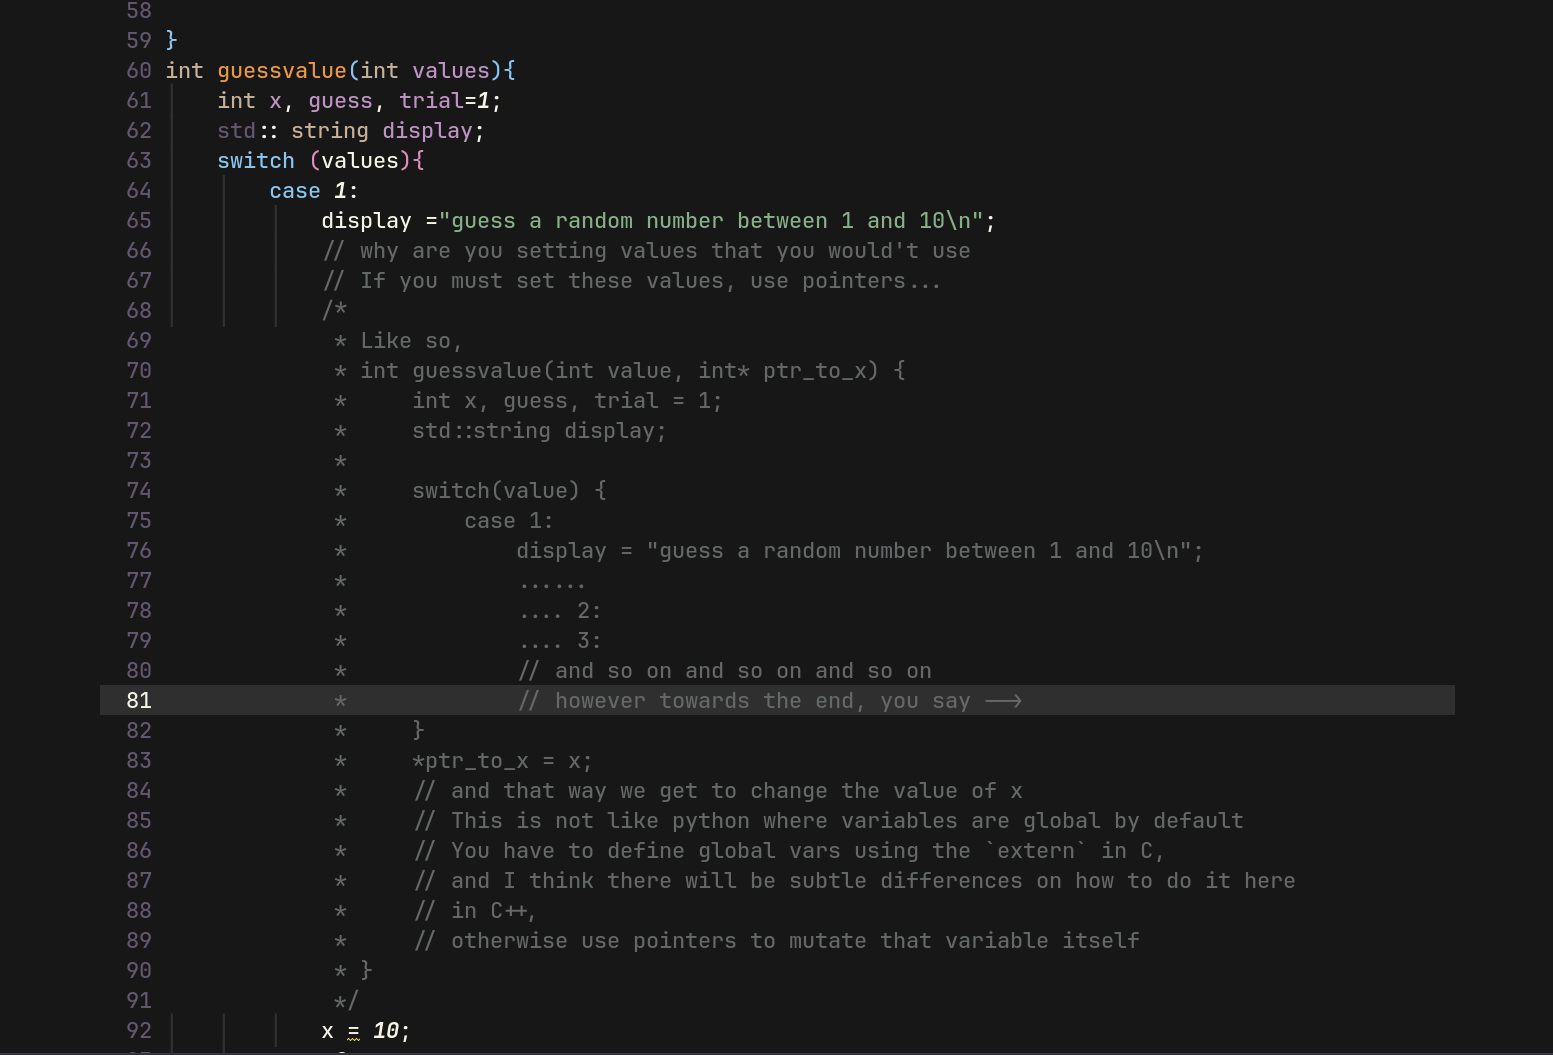 58
59 }
60 int guessvalue(int values){
61 int x, guess, trial=1;
62 std:: string display;
63 switch (values){
64 case 1:
65 display ="guess a random number between 1 and 10\n";
66 // why are you setting values that you would't use
67 // If you must set these values, use pointers...
68 /*
69 * Like so,
70 * int guessvalue(int value, int* ptr_to_x) {
71 * int x, guess, trial = 1;
72 * std::string display;
73 *
74 * switch(value) {
75 * case 1:
76 * display = "guess a random number between 1 and 10\n";
77 * ......
78 * .... 2:
79 * .... 3:
80 * // and so on and so on and so on
81 * // however towards the end, you say -->
82 * }
83 * *ptr_to_x = x;
84 * // and that way we get to change the value of x
85 * // This is not like python where variables are global by default
86 * // You have to define global vars using the `extern` in C,
87 * // and I think there will be subtle differences on how to do it here
88 * // in C++,
89 * // otherwise use pointers to mutate that variable itself
90 * }
91 */
92 x = 10;